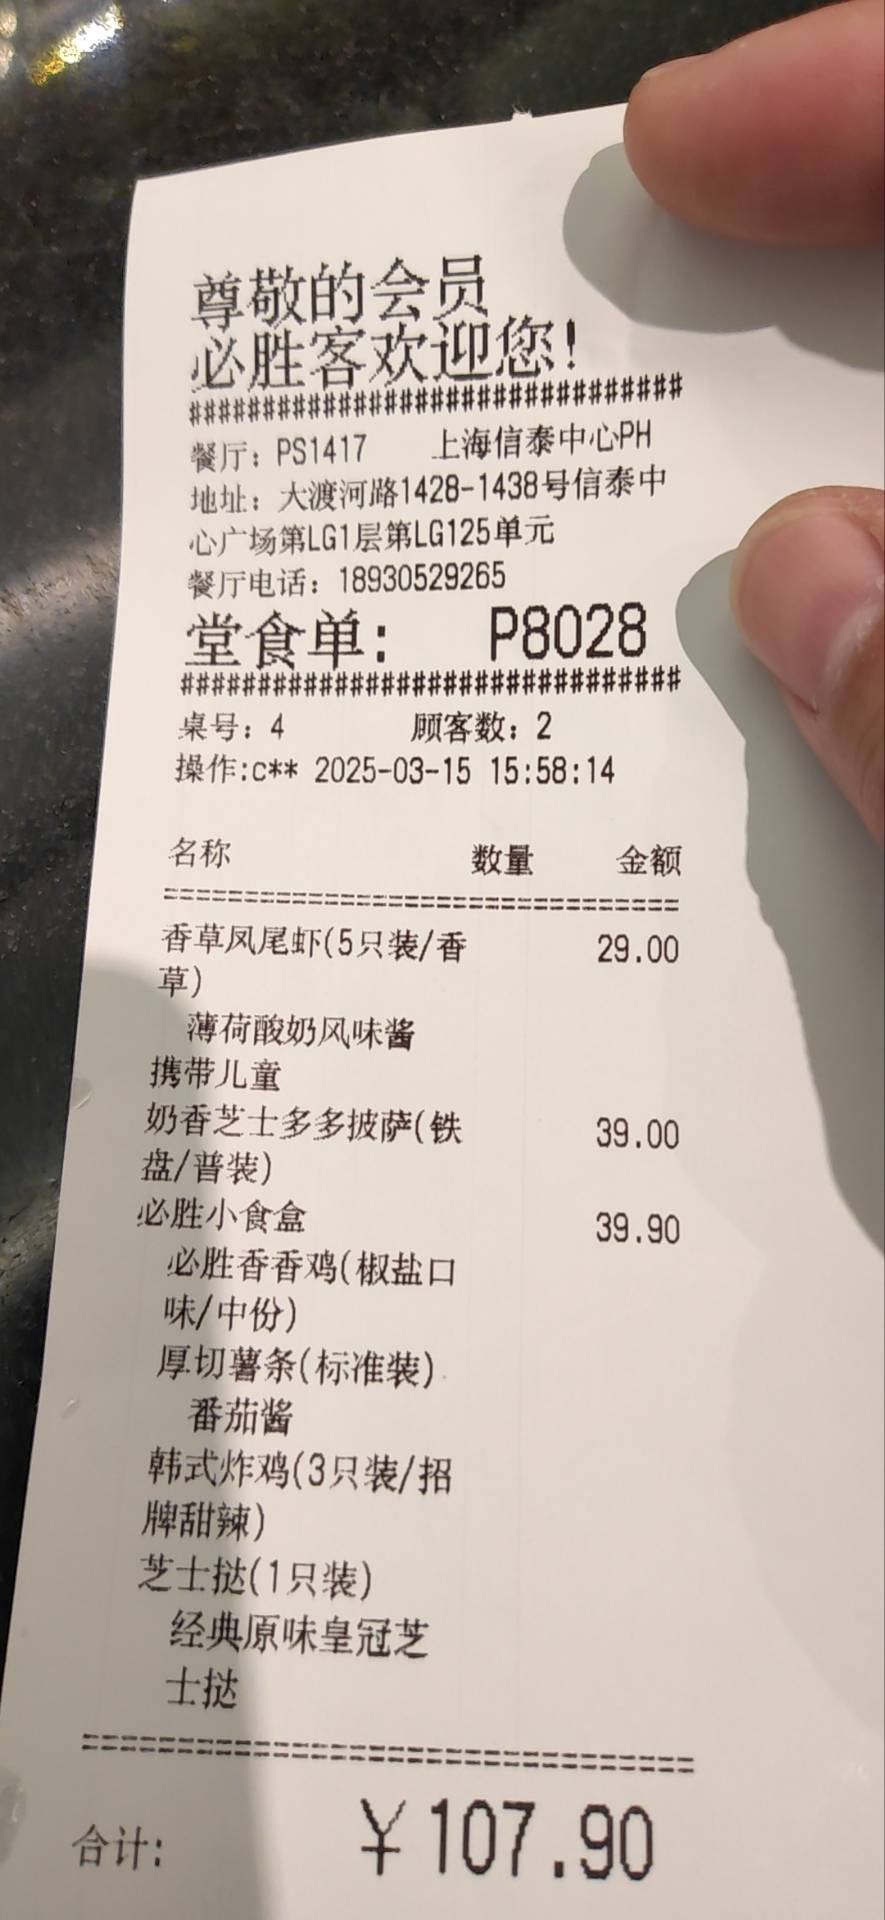 尊敬的会员
必胜客欢迎您!
################################
餐厅: PS1417 上海信泰中心PH
地址: 大渡河路1428-1438号信泰中
心广场第LG1层第LG125单元
餐厅电话: 18930529265
堂食单: P8028
################################
桌号: 4 顾客数: 2
操作:c** 2025-03-15 15:58:14
名称 数量 金额
================================
香草凤尾虾(5只装/香 29.00
草)
薄荷酸奶风味酱
携带儿童
奶香芝士多多披萨(铁 39.00
盘/普装)
必胜小食盒 39.90
必胜香香鸡(椒盐口
味/中份)
厚切薯条(标准装)
番茄酱
韩式炸鸡(3只装/招
牌甜辣)
芝士挞(1只装)
经典原味皇冠芝
士挞
================================
合计: ￥107.90